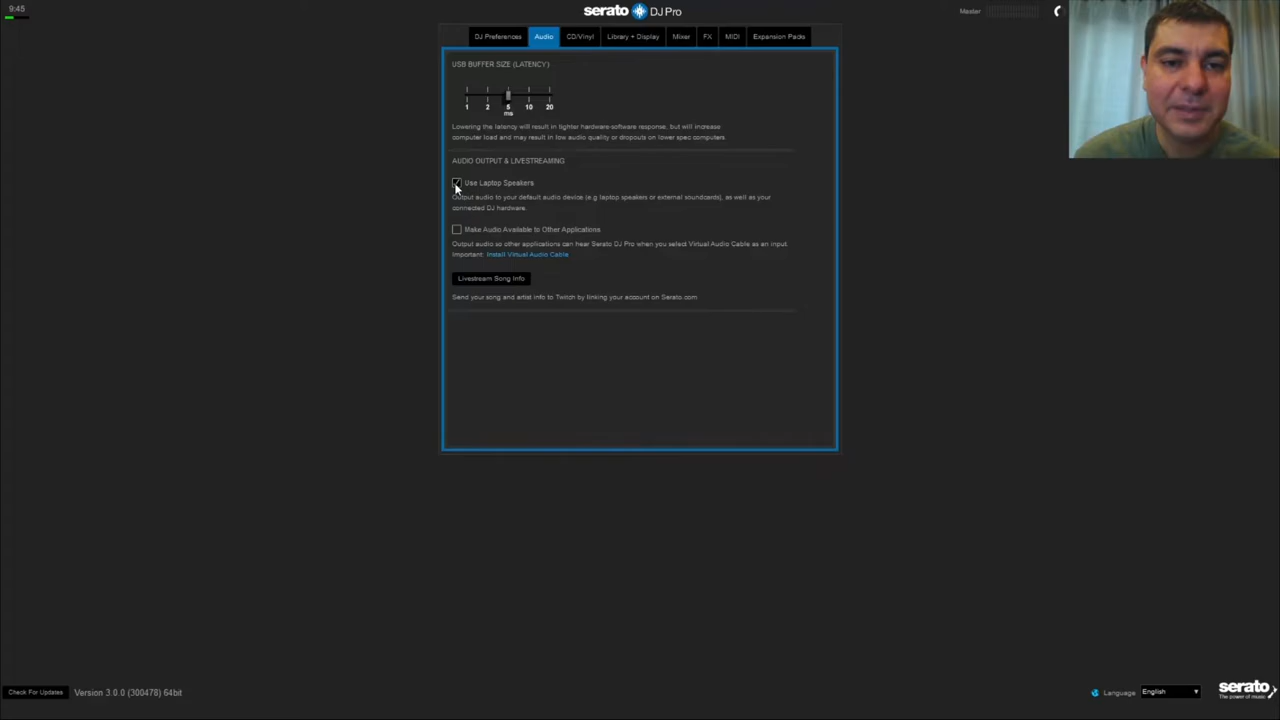 9:45
serato DJ Pro
Master
DJ Preferences Audio CD/Vinyl Library + Display Mixer FX MIDI Expansion Packs
USB BUFFER SIZE (LATENCY)
1 2 5 10 20
ms
Lowering the latency will result in tighter hardware-software response, but will increase
computer load and may result in low audio quality or dropouts on lower spec computers.
AUDIO OUTPUT & LIVESTREAMING
Use Laptop Speakers
Output audio to your default audio device (e.g laptop speakers or external soundcards), as well as your
connected DJ hardware.
Make Audio Available to Other Applications
Output audio so other applications can hear Serato DJ Pro when you select Virtual Audio Cable as an input.
Important: Install Virtual Audio Cable
Livestream Song Info
Send your song and artist info to Twitch by linking your account on Serato.com
Check For Updates Version 3.0.0 (300478) 64bit
Language English
serato
The power of music